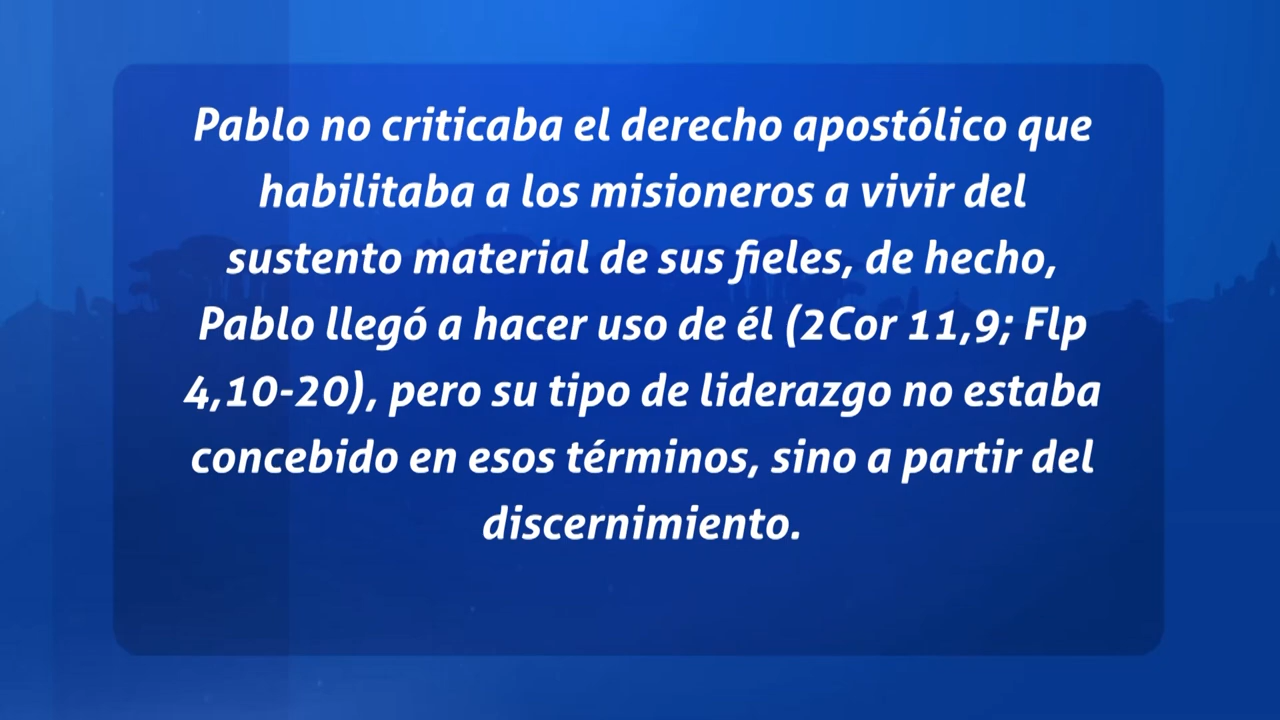 Pablo no criticaba el derecho apostólico que
habilitaba a los misioneros a vivir del
sustento material de sus fieles, de hecho,
Pablo llegó a hacer uso de él (2Cor 11,9; Flp
4,10-20), pero su tipo de liderazgo no estaba
concebido en esos términos, sino a partir del
discernimiento.